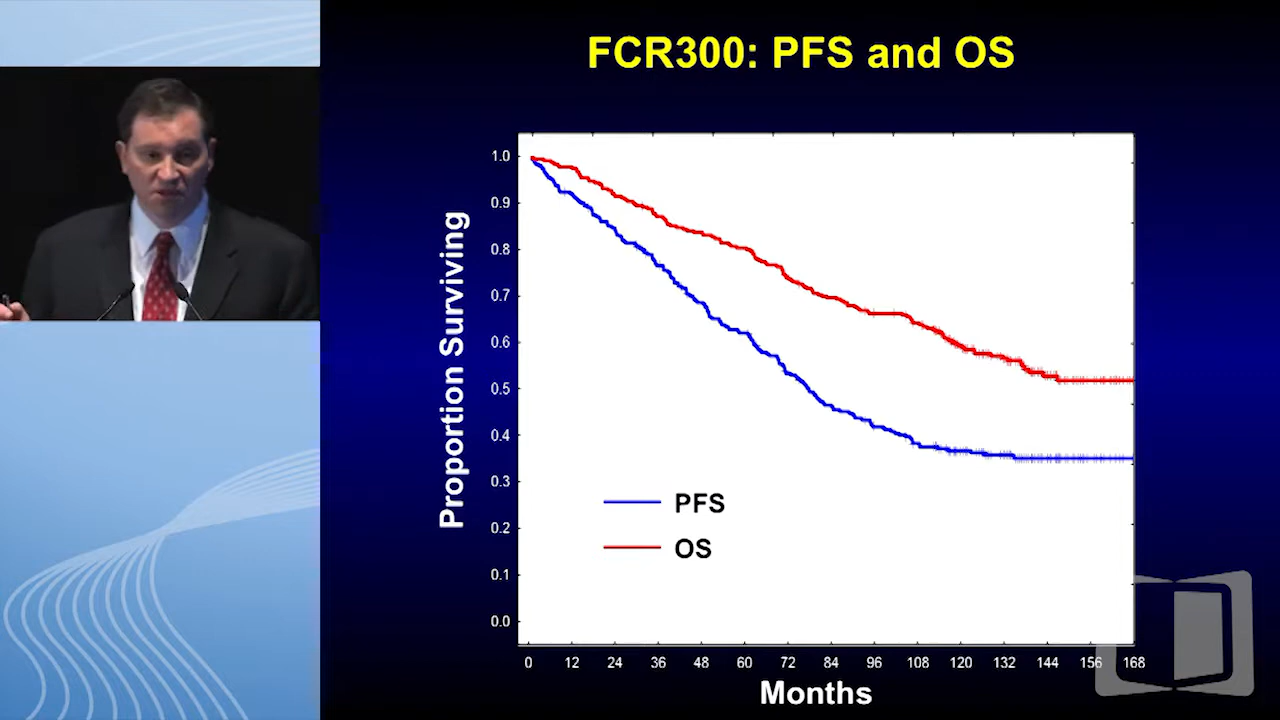 FCR300: PFS and OS
Proportion Surviving
1.0
0.9
0.8
0.7
0.6
0.5
0.4
0.3
0.2
0.1
0.0
PFS
OS
0 12 24 36 48 60 72 84 96 108 120 132 144 156 168
Months